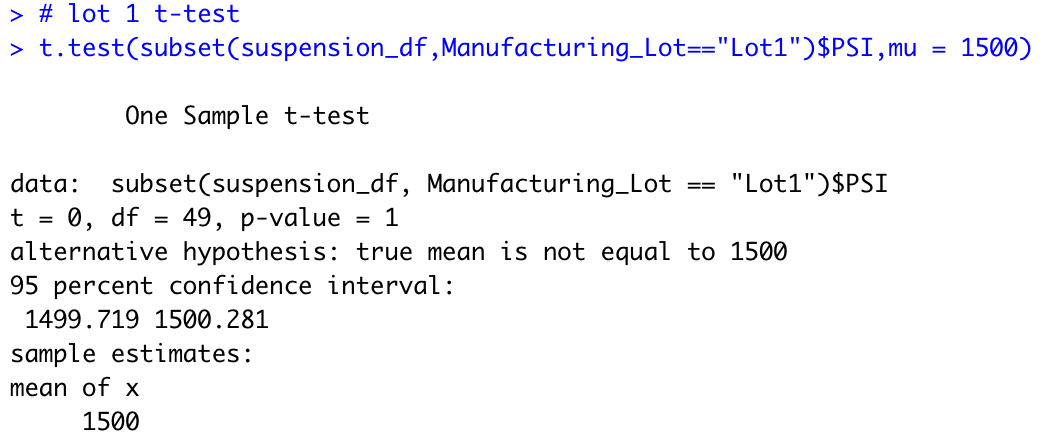 > # lot 1 t-test
> t.test(subset(suspension_df,Manufacturing_Lot=="Lot1")$PSI,mu = 1500)
One Sample t-test
data:  subset(suspension_df, Manufacturing_Lot == "Lot1")$PSI
t = 0, df = 49, p-value = 1
alternative hypothesis: true mean is not equal to 1500
95 percent confidence interval:
 1499.719 1500.281
sample estimates:
mean of x
     1500